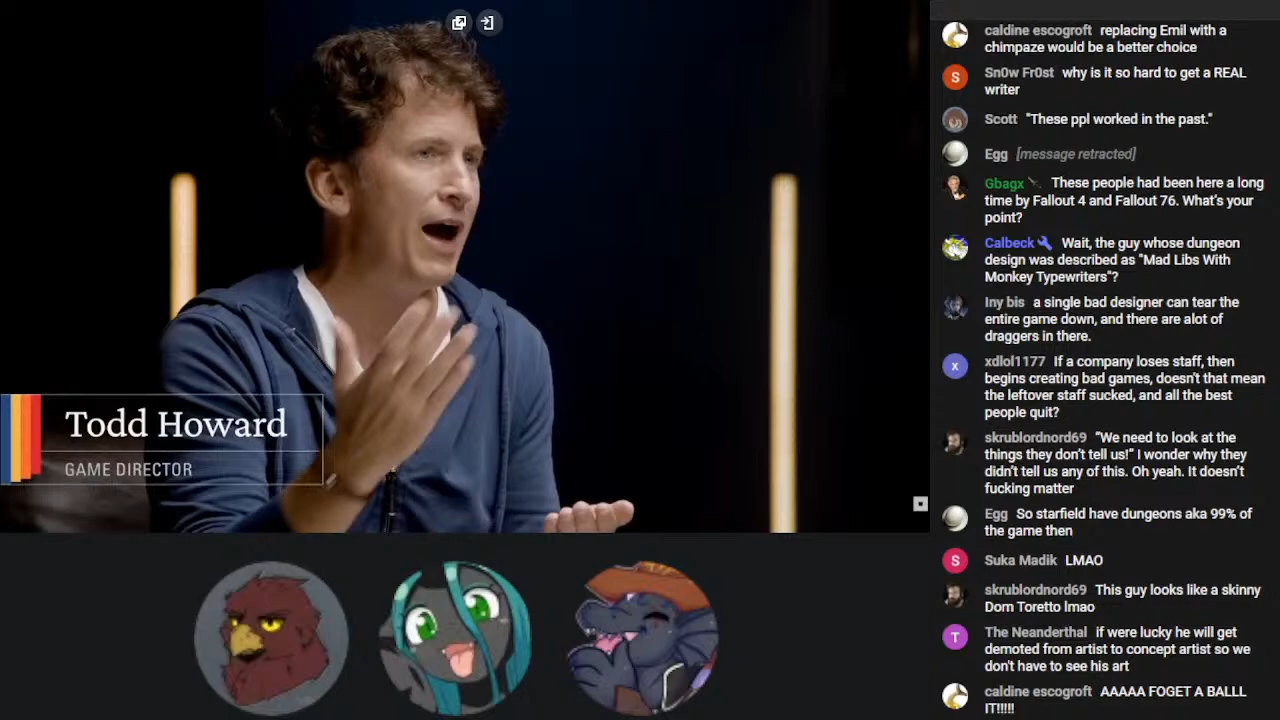 Todd Howard
GAME DIRECTOR
caldine escogroft replacing Emil with a
chimpaze would be a better choice
S
Sn0w Fr0st why is it so hard to get a REAL
writer
Scott "These ppl worked in the past."
Egg [message retracted]
Gbagx These people had been here a long
time by Fallout 4 and Fallout 76. What's your
point?
Calbeck Wait, the guy whose dungeon
design was described as "Mad Libs With
Monkey Typewriters"?
Iny bis a single bad designer can tear the
entire game down, and there are alot of
draggers in there.
x
xdlol1177 If a company loses staff, then
begins creating bad games, doesn't that mean
the leftover staff sucked, and all the best
people quit?
skrublordnord69 "We need to look at the
things they don't tell us!" I wonder why they
didn't tell us any of this. Oh yeah. It doesn't
fucking matter
Egg So starfield have dungeons aka 99% of
the game then
S
Suka Madik LMAO
skrublordnord69 This guy looks like a skinny
Dom Toretto lmao
T
The Neanderthal if were lucky he will get
demoted from artist to concept artist so we
don't have to see his art
caldine escogroft AAAAA FOGET A BALLL
IT!!!!!